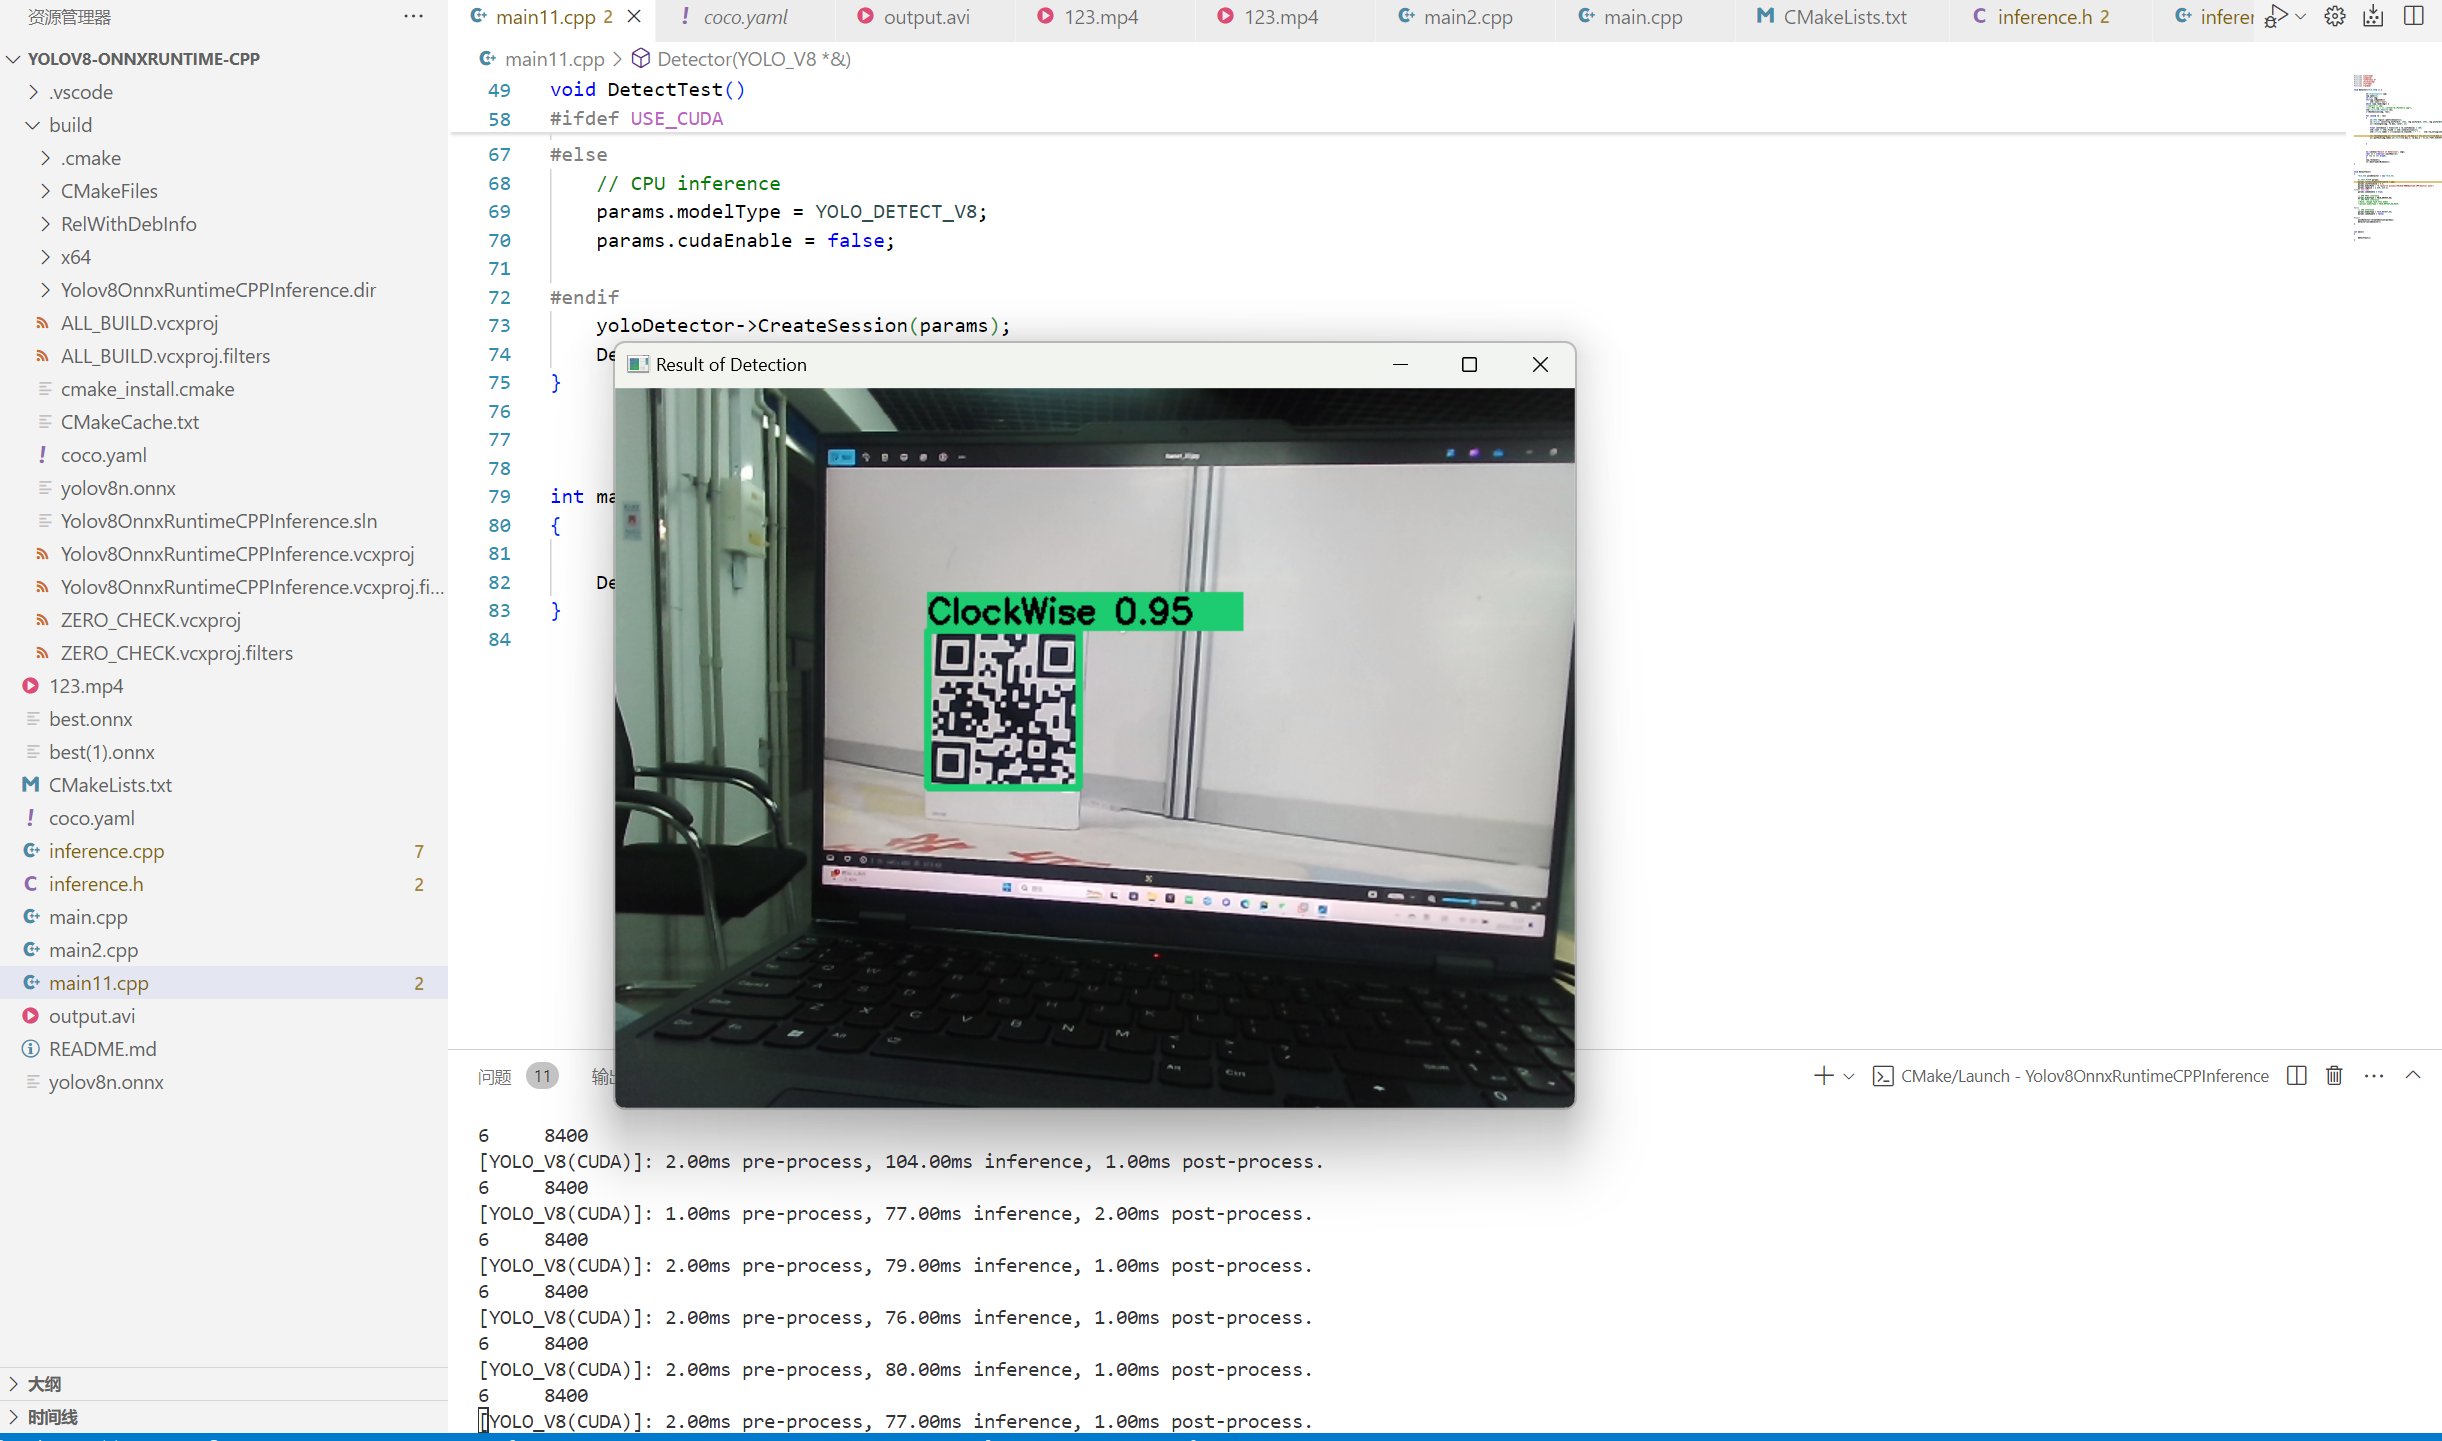 资源管理器
···
main11.cpp 2
coco.yaml
output.avi
123.mp4
123.mp4
main2.cpp
main.cpp
CMakeLists.txt
inference.h 2
inferen
YOLOV8-ONNXRUNTIME-CPP
.vscode
build
.cmake
CMakeFiles
RelWithDebInfo
x64
Yolov8OnnxRuntimeCPPInference.dir
ALL_BUILD.vcxproj
ALL_BUILD.vcxproj.filters
cmake_install.cmake
CMakeCache.txt
coco.yaml
yolov8n.onnx
Yolov8OnnxRuntimeCPPInference.sln
Yolov8OnnxRuntimeCPPInference.vcxproj
Yolov8OnnxRuntimeCPPInference.vcxproj.fi...
ZERO_CHECK.vcxproj
ZERO_CHECK.vcxproj.filters
123.mp4
best.onnx
best(1).onnx
CMakeLists.txt
coco.yaml
inference.cpp 7
inference.h 2
main.cpp
main2.cpp
main11.cpp 2
output.avi
README.md
yolov8n.onnx
大纲
时间线
main11.cpp > Detector(YOLO_V8 *&)
49 void DetectTest()
58 #ifdef USE_CUDA
67 #else
68 // CPU inference
69 params.modelType = YOLO_DETECT_V8;
70 params.cudaEnable = false;
71
72 #endif
73 yoloDetector->CreateSession(params);
74 De
75 }
76
77
78
79 int ma
80 {
81
82 De
83 }
84
Result of Detection
ClockWise 0.95
问题 11 输出
CMake/Launch - Yolov8OnnxRuntimeCPPInference
6 8400
[YOLO_V8(CUDA)]: 2.00ms pre-process, 104.00ms inference, 1.00ms post-process.
6 8400
[YOLO_V8(CUDA)]: 1.00ms pre-process, 77.00ms inference, 2.00ms post-process.
6 8400
[YOLO_V8(CUDA)]: 2.00ms pre-process, 79.00ms inference, 1.00ms post-process.
6 8400
[YOLO_V8(CUDA)]: 2.00ms pre-process, 76.00ms inference, 1.00ms post-process.
6 8400
[YOLO_V8(CUDA)]: 2.00ms pre-process, 80.00ms inference, 1.00ms post-process.
6 8400
[YOLO_V8(CUDA)]: 2.00ms pre-process, 77.00ms inference, 1.00ms post-process.